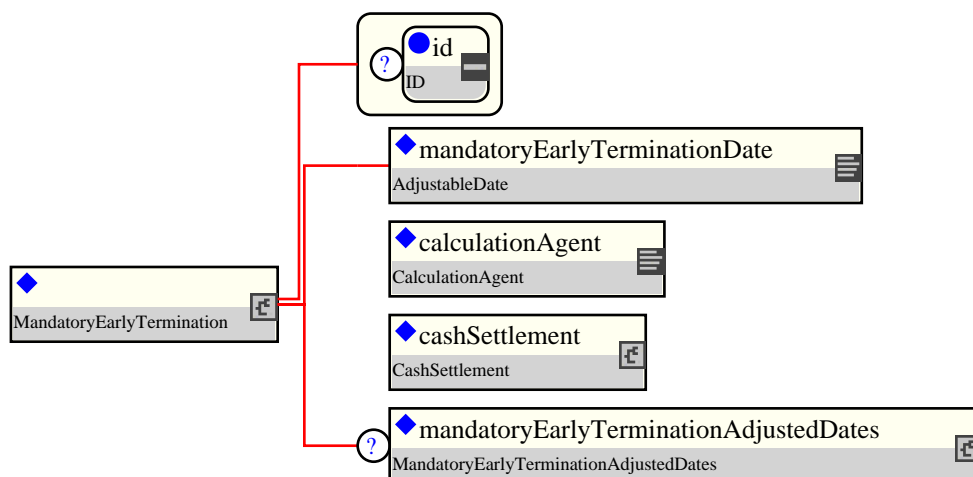 id
?
ID
mandatoryEarlyTerminationDate
AdjustableDate
calculationAgent
CalculationAgent
MandatoryEarlyTermination
cashSettlement
CashSettlement
?
mandatoryEarlyTerminationAdjustedDates
MandatoryEarlyTerminationAdjustedDates